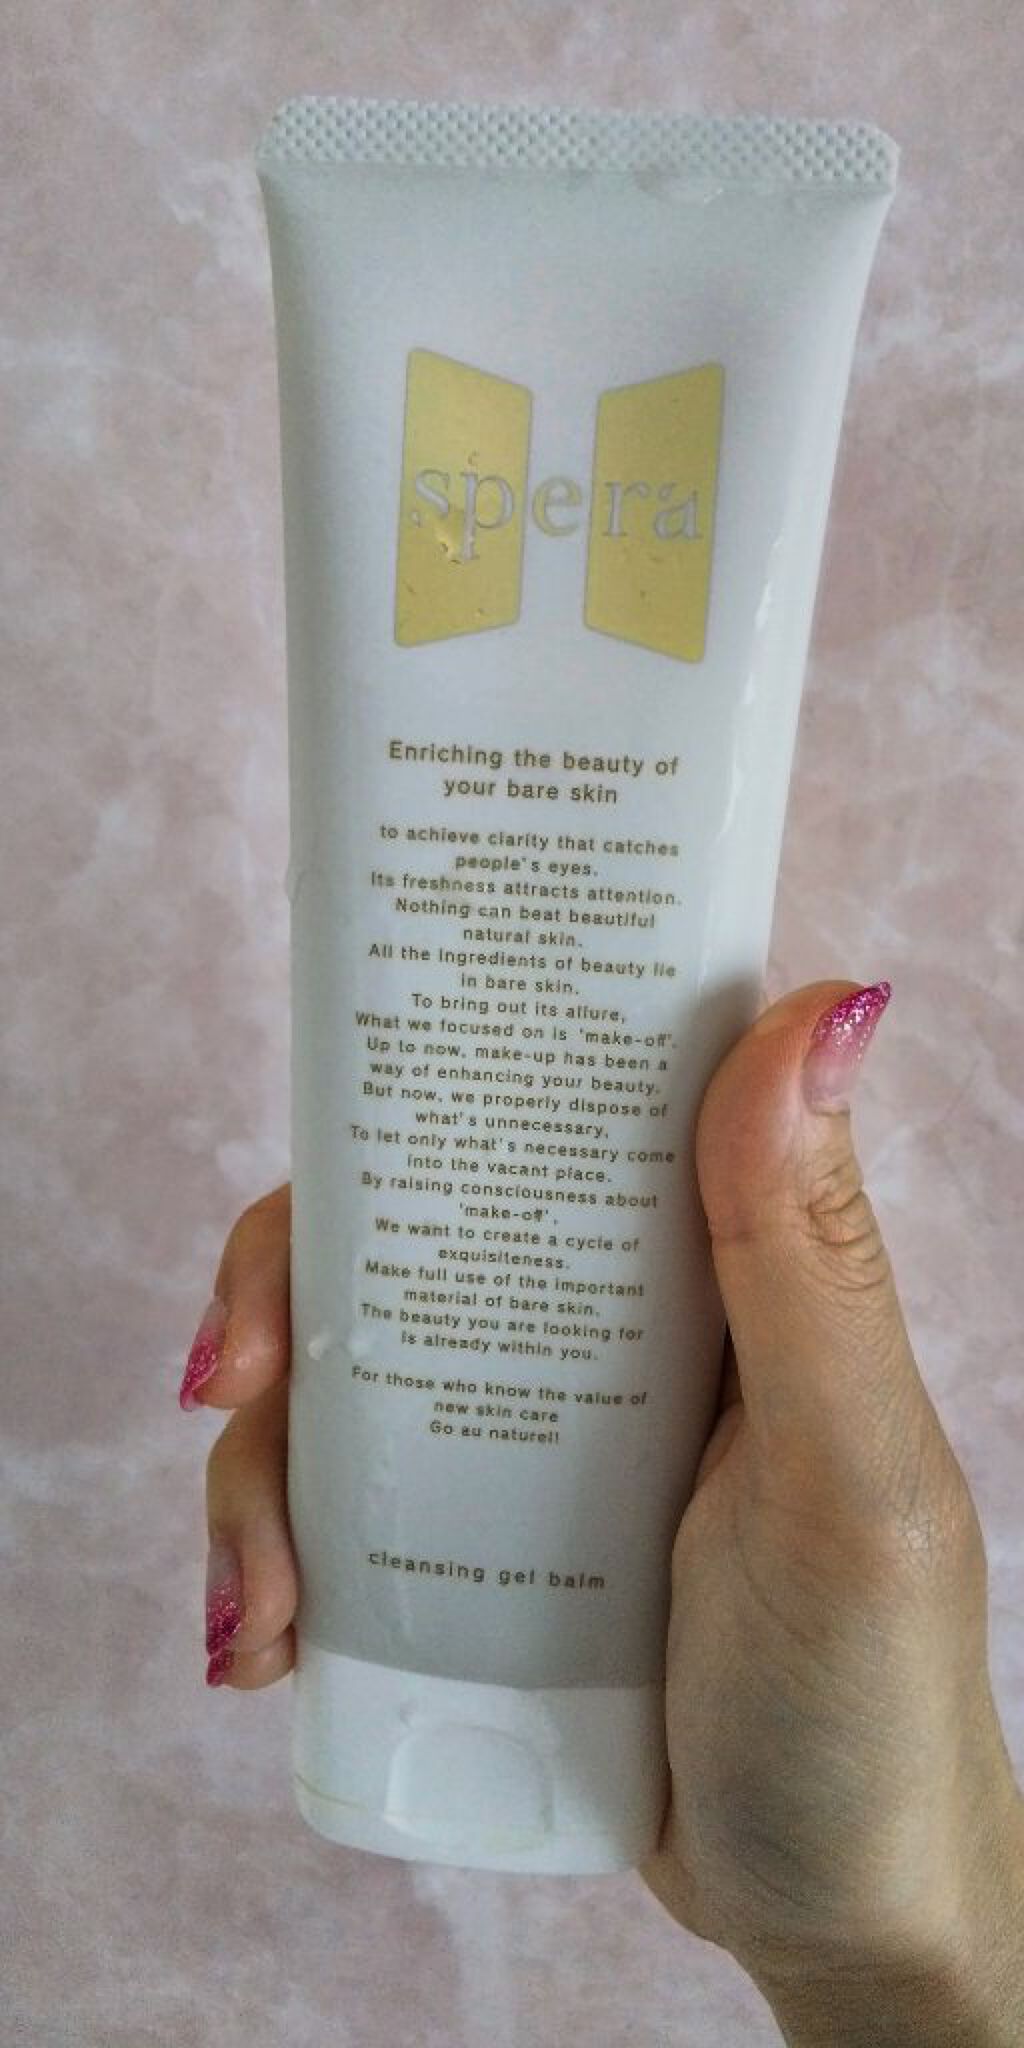 spera
Enriching the beauty of
your bare skin
to achieve clarity that catches
people's eyes.
Its freshness attracts attention.
Nothing can beat beautiful
natural skin.
All the ingredients of beauty lie
in bare skin.
To bring out its allure,
What we focused on is 'make-off'.
Up to now, make-up has been a
way of enhancing your beauty.
But now, we properly dispose of
what's unnecessary,
To let only what's necessary come
into the vacant place.
By raising consciousness about
'make-off',
We want to create a cycle of
exquisiteness.
Make full use of the important
material of bare skin.
The beauty you are looking for
is already within you.
For those who know the value of
new skin care
Go au naturel!
cleansing gel balm